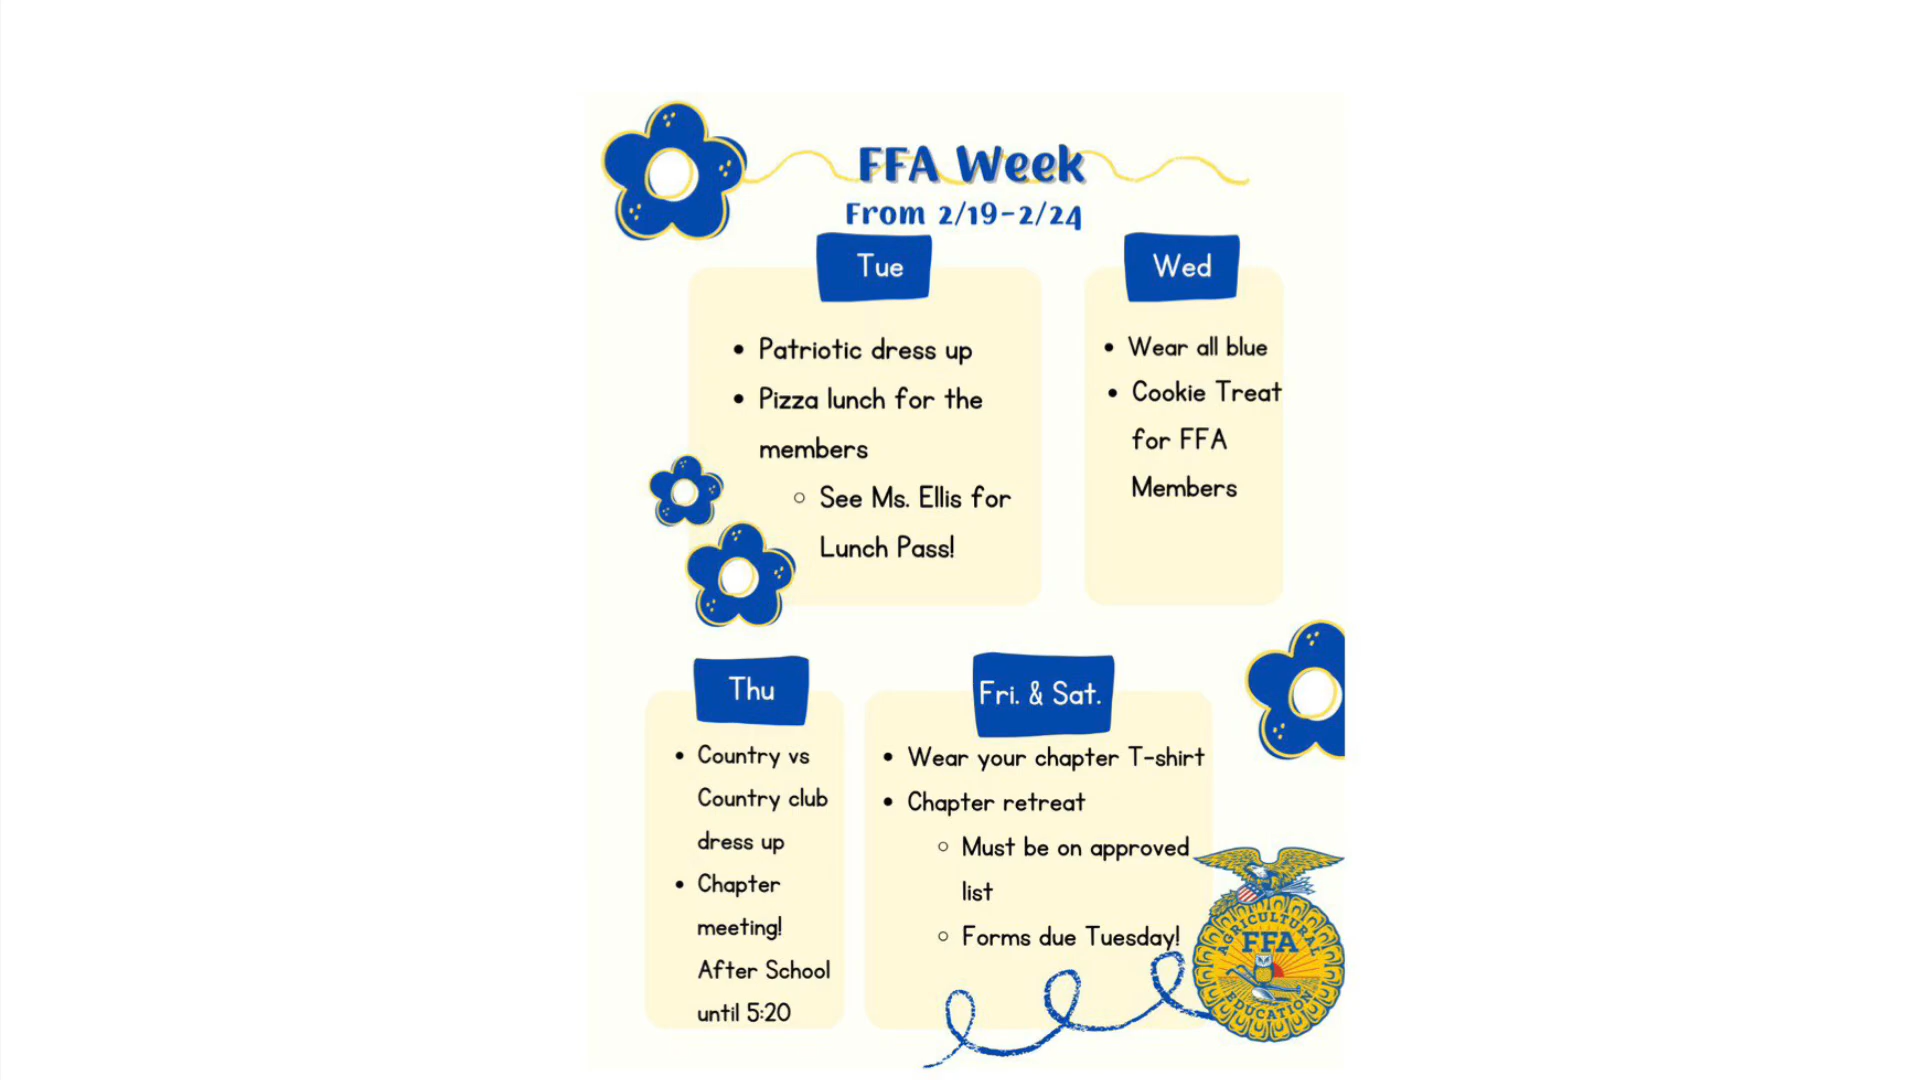 FFA Week
From 2/19-2/24
Tue
Patriotic dress up
Pizza lunch for the
members
See Ms. Ellis for
Lunch Pass!
Wed
Wear all blue
Cookie Treat
for FFA
Members
Thu
Country vs
Country club
dress up
Chapter
meeting!
After School
until 5:20
Fri. & Sat.
Wear your chapter T-shirt
Chapter retreat
Must be on approved
list
Forms due Tuesday!
AGRICULTURAL
FFA
EDUCATION